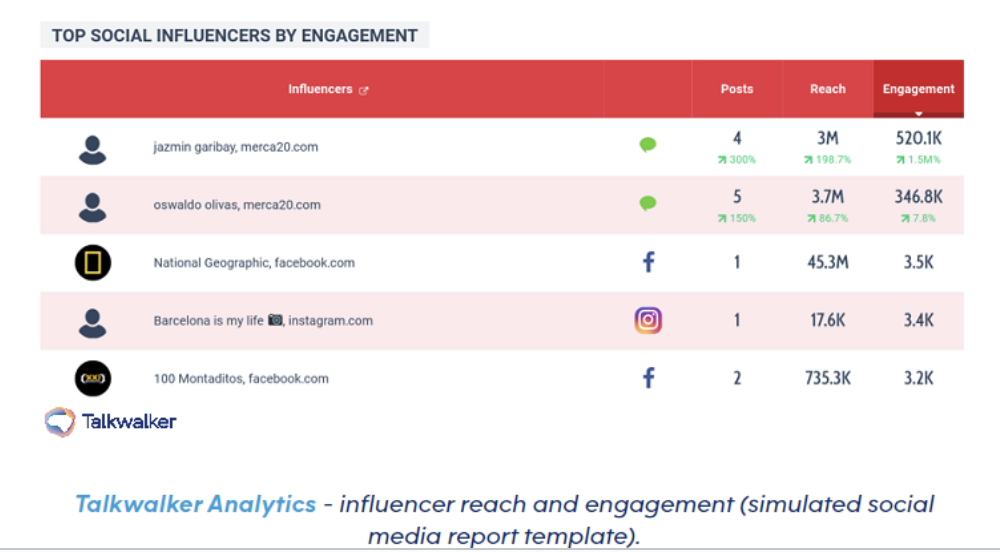 TOP SOCIAL INFLUENCERS BY ENGAGEMENT
Influencers Posts Reach Engagement
jazmin garibay, merca20.com 4 3M 520.1K
300% 198.7% 1.5M%
oswaldo olivas, merca20.com 5 3.7M 346.8K
150% 86.7% 7.8%
National Geographic, facebook.com 1 45.3M 3.5K
Barcelona is my life 📷, instagram.com 1 17.6K 3.4K
100 Montaditos, facebook.com 2 735.3K 3.2K
Talkwalker
Talkwalker Analytics - influencer reach and engagement (simulated social
media report template).